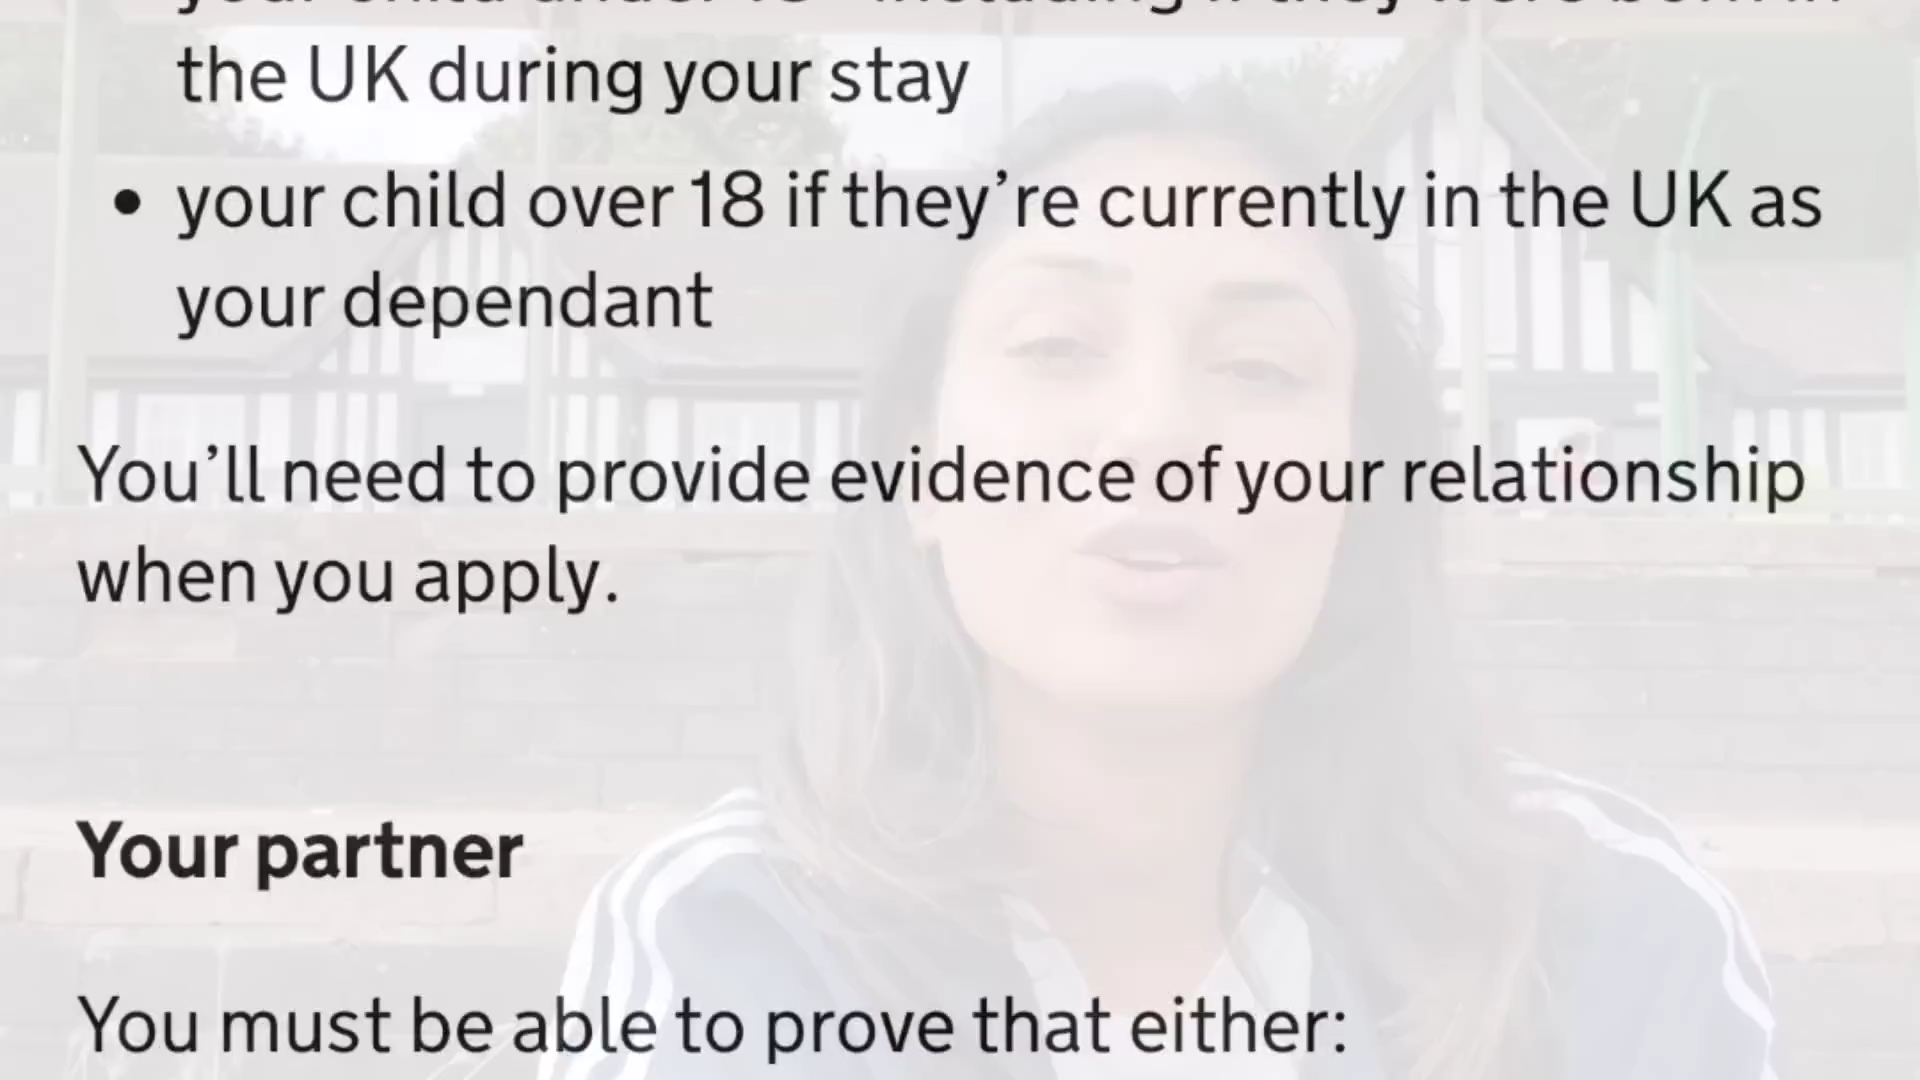 the UK during your stay
• your child over 18 if they’re currently in the UK as
your dependant
You’ll need to provide evidence of your relationship
when you apply.
Your partner
You must be able to prove that either: